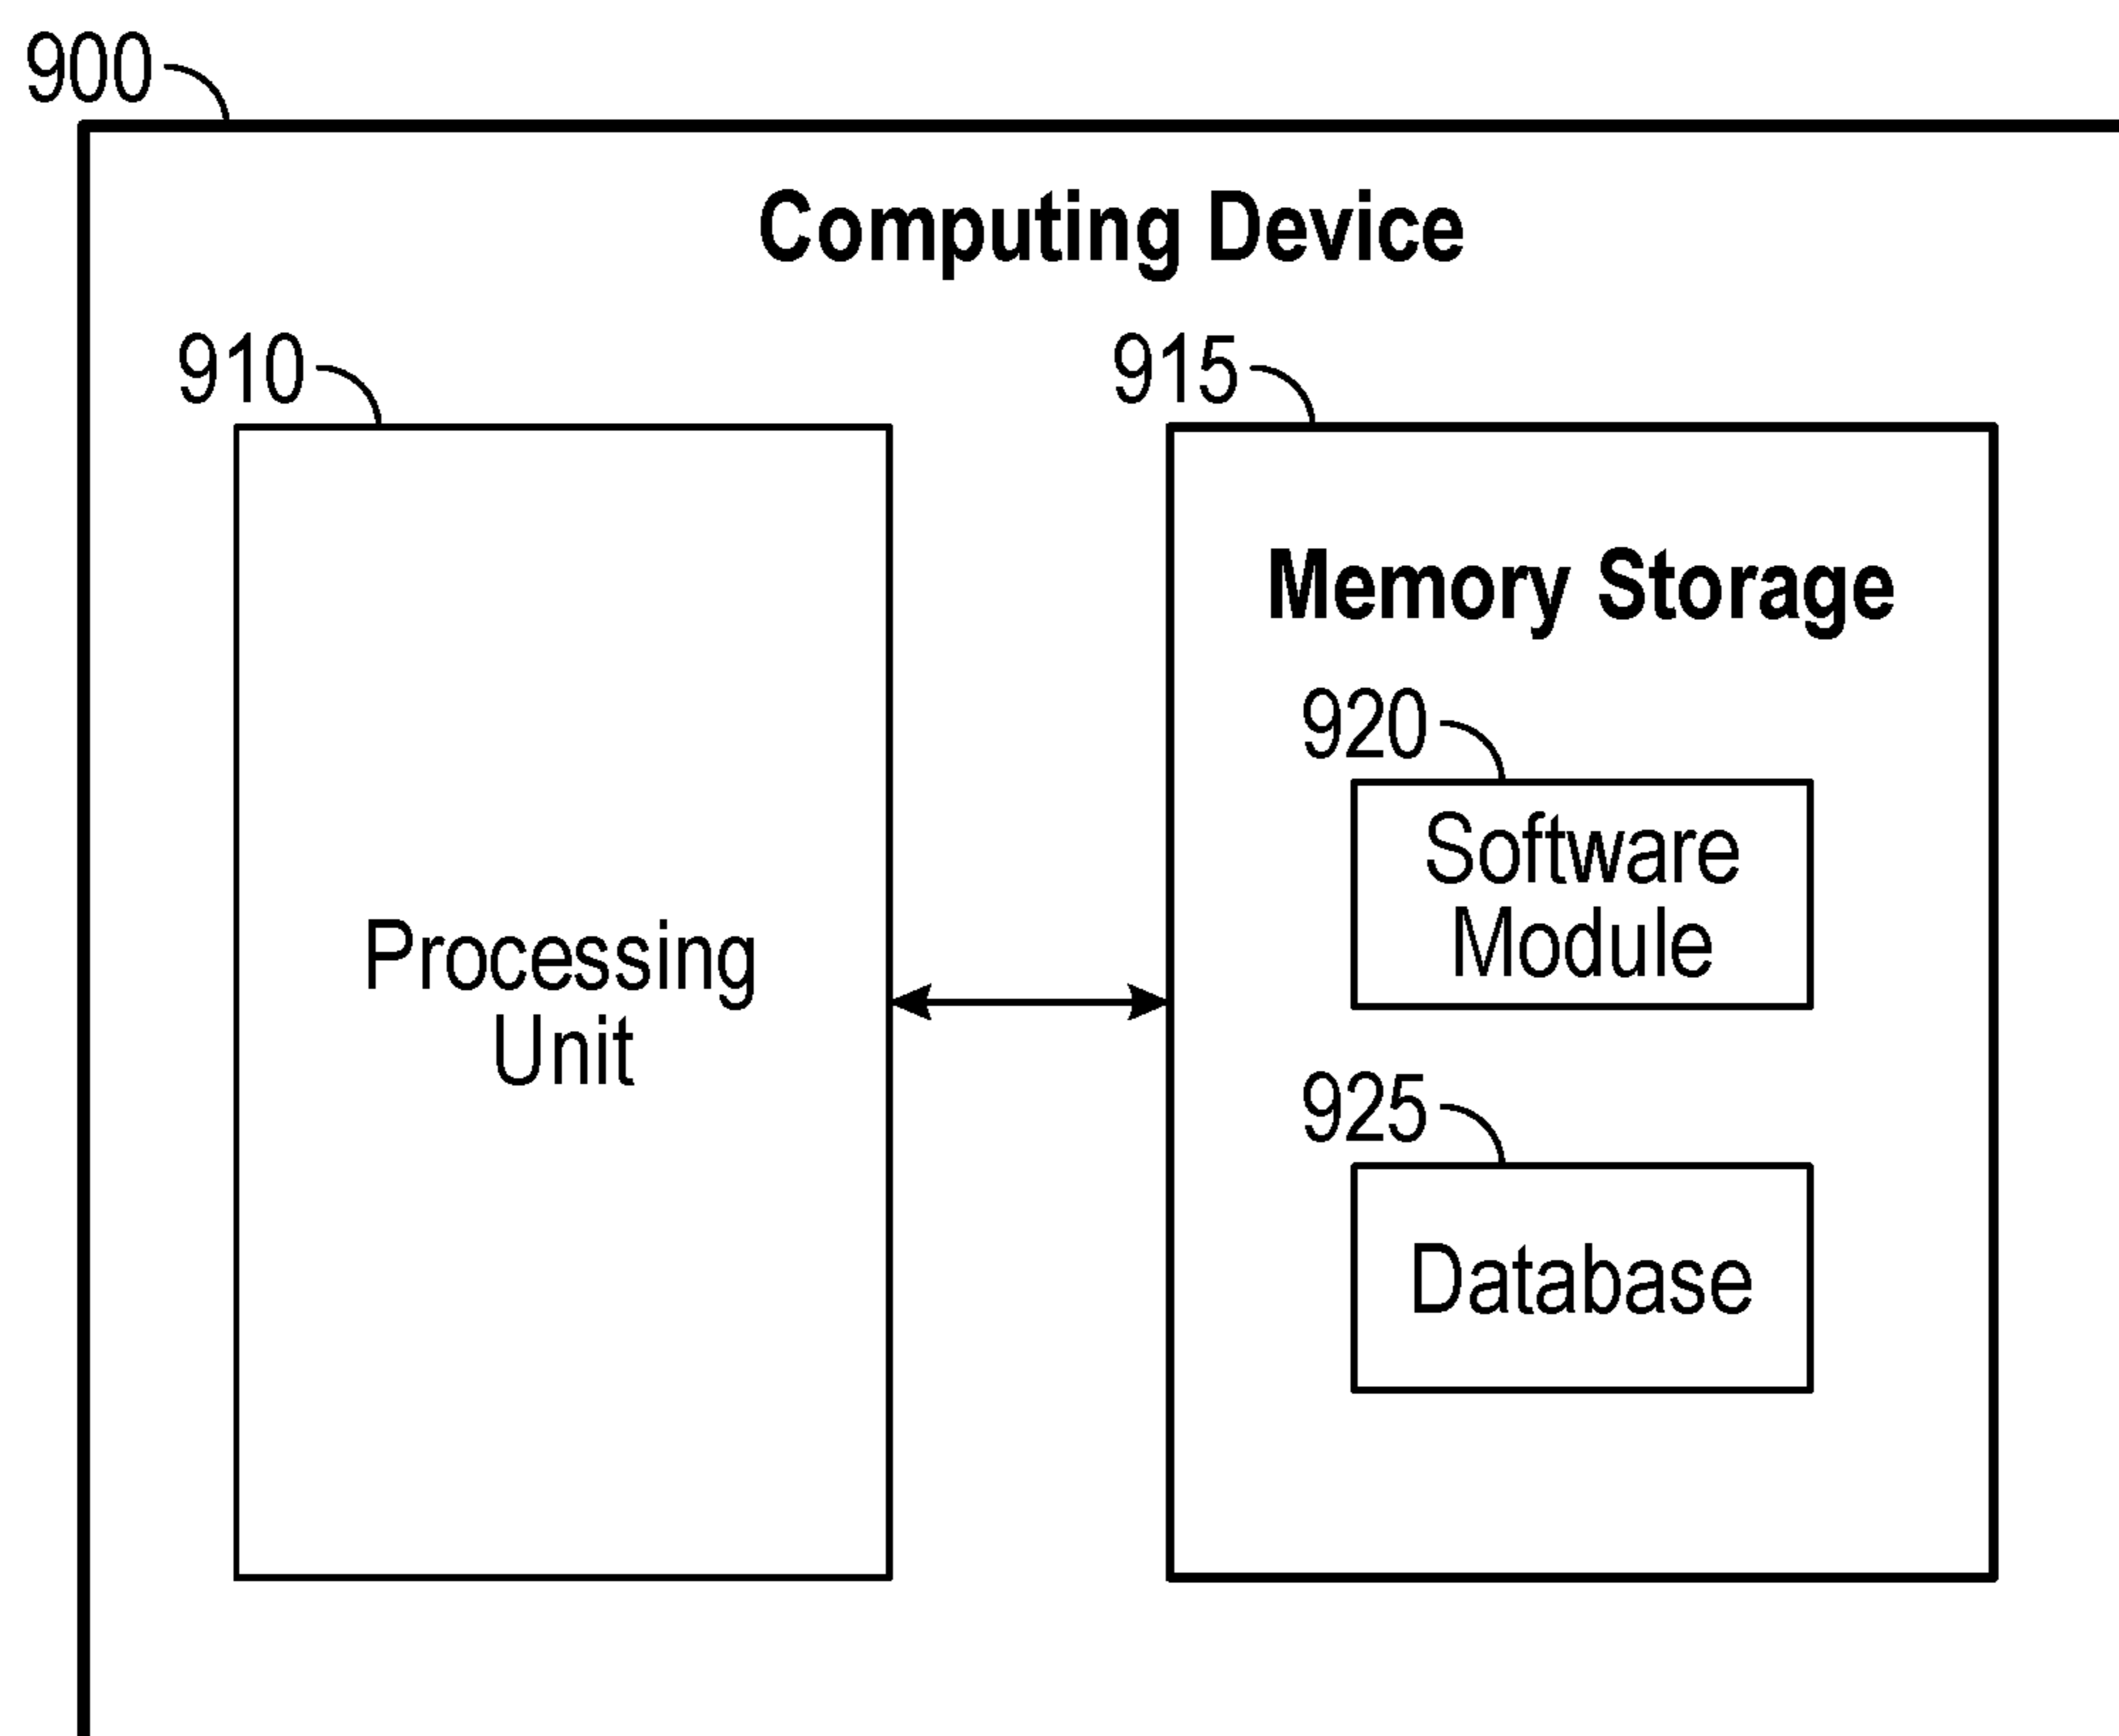 900
Computing Device
910
915
Memory Storage
920
Software
Module
Processing
Unit
925
Database